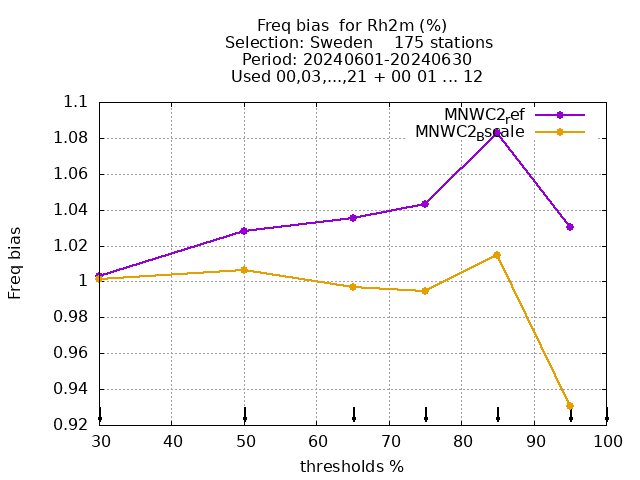 Freq bias  for Rh2m (%)
Selection: Sweden    175 stations
Period: 20240601-20240630
Used 00,03,...,21 + 00 01 ... 12
MNWC2ref
MNWC2Bscale
1.1
1.08
1.06
1.04
1.02
1
0.98
0.96
0.94
0.92
Freq bias
30 40 50 60 70 80 90 100
thresholds %